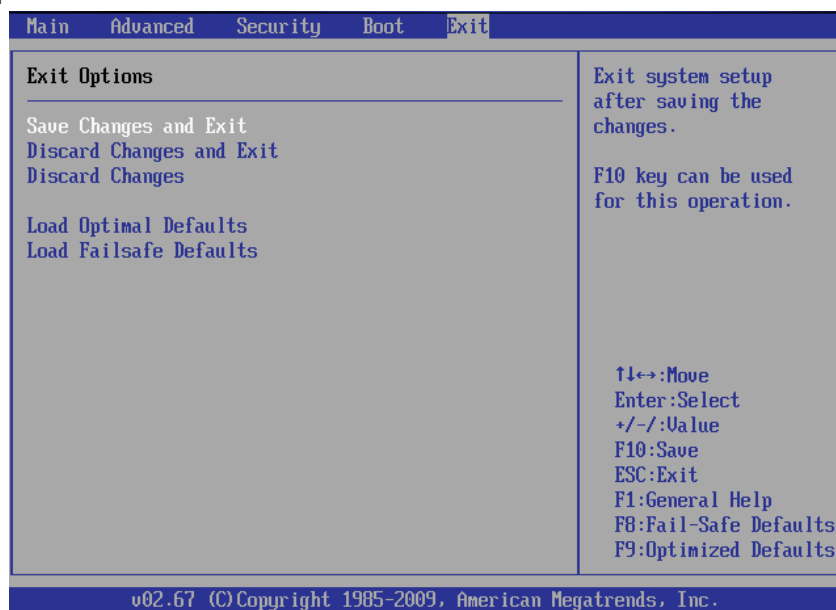 Main Advanced Security Boot Exit
Exit Options
Save Changes and Exit
Discard Changes and Exit
Discard Changes
Load Optimal Defaults
Load Failsafe Defaults
Exit system setup
after saving the
changes.
F10 key can be used
for this operation.
↑↓↔:Move
Enter:Select
+/-/:Value
F10:Save
ESC:Exit
F1:General Help
F8:Fail-Safe Defaults
F9:Optimized Defaults
v02.67 (C)Copyright 1985-2009, American Megatrends, Inc.